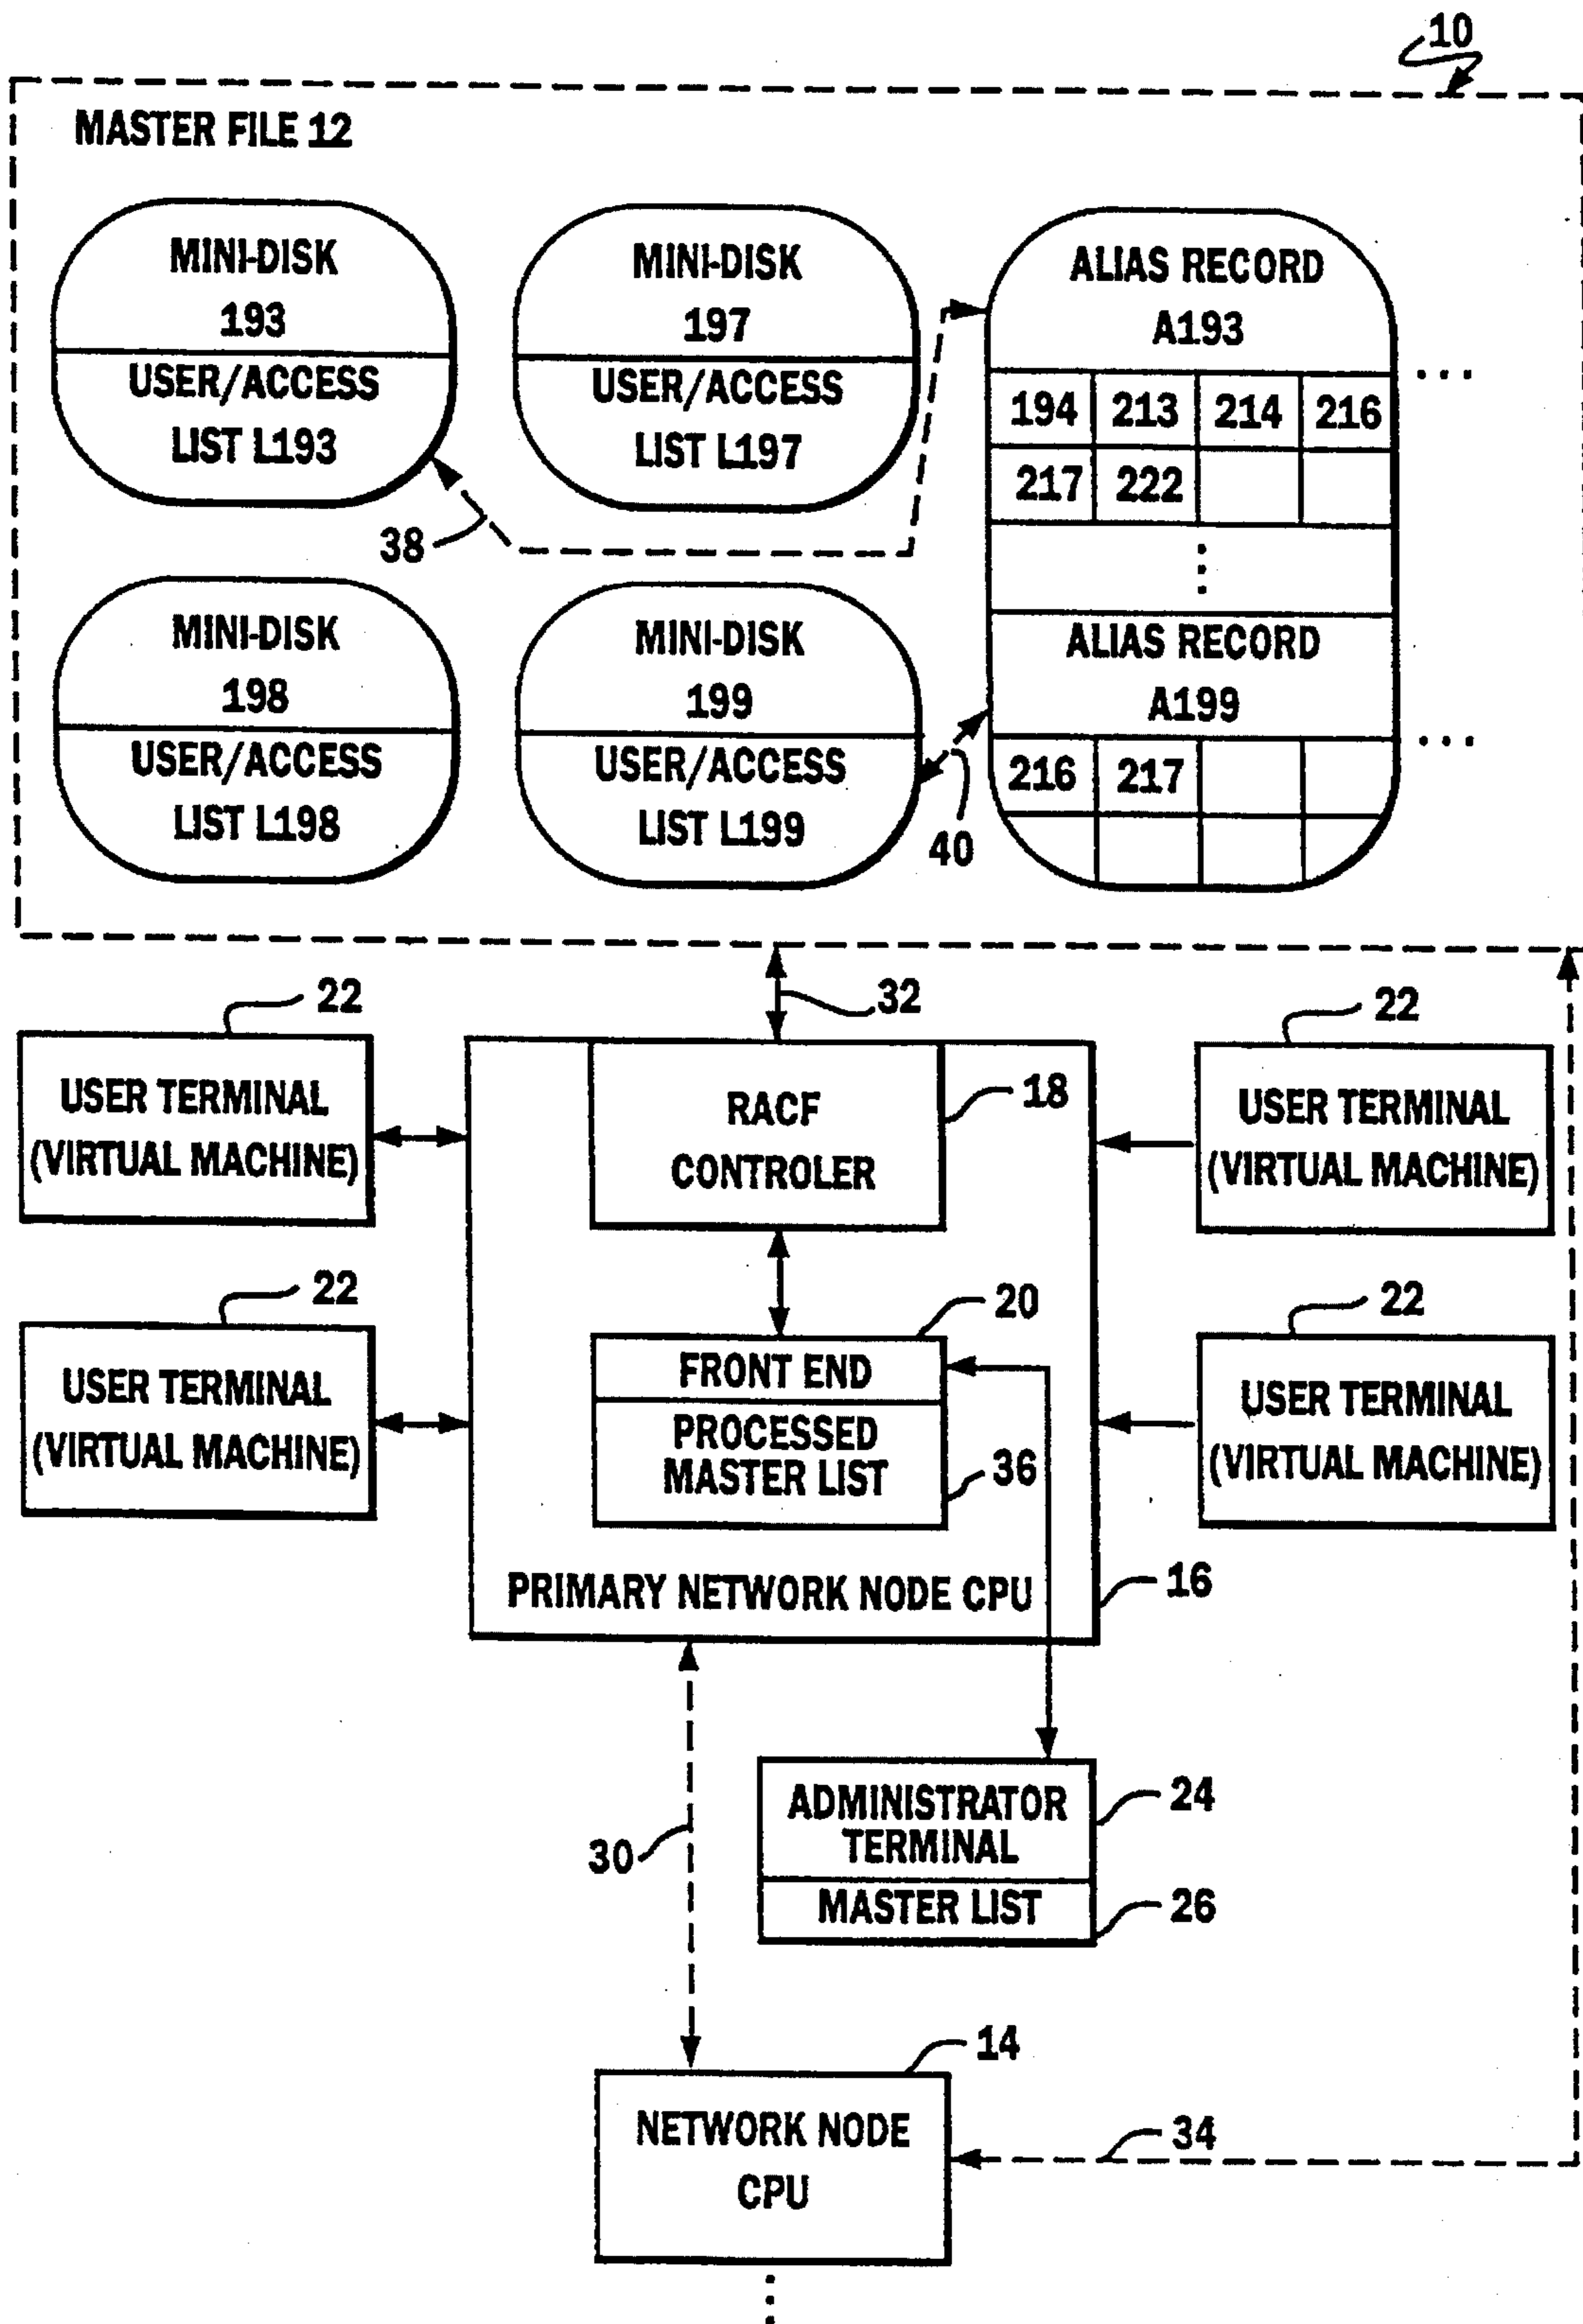 10
MASTER FILE 12
MINI-DISK
193
USER/ACCESS
LIST L193
MINI-DISK
197
USER/ACCESS
LIST L197
ALIAS RECORD
A193
194 213 214 216
217 222
...
38
MINI-DISK
198
USER/ACCESS
LIST L198
MINI-DISK
199
USER/ACCESS
LIST L199
ALIAS RECORD
A199
216 217
...
40
32
22
USER TERMINAL
(VIRTUAL MACHINE)
22
USER TERMINAL
(VIRTUAL MACHINE)
RACF
CONTROLER
18
22
USER TERMINAL
(VIRTUAL MACHINE)
22
USER TERMINAL
(VIRTUAL MACHINE)
20
FRONT END
PROCESSED
MASTER LIST
36
PRIMARY NETWORK NODE CPU
16
30
ADMINISTRATOR
TERMINAL
24
MASTER LIST
26
14
NETWORK NODE
CPU
34